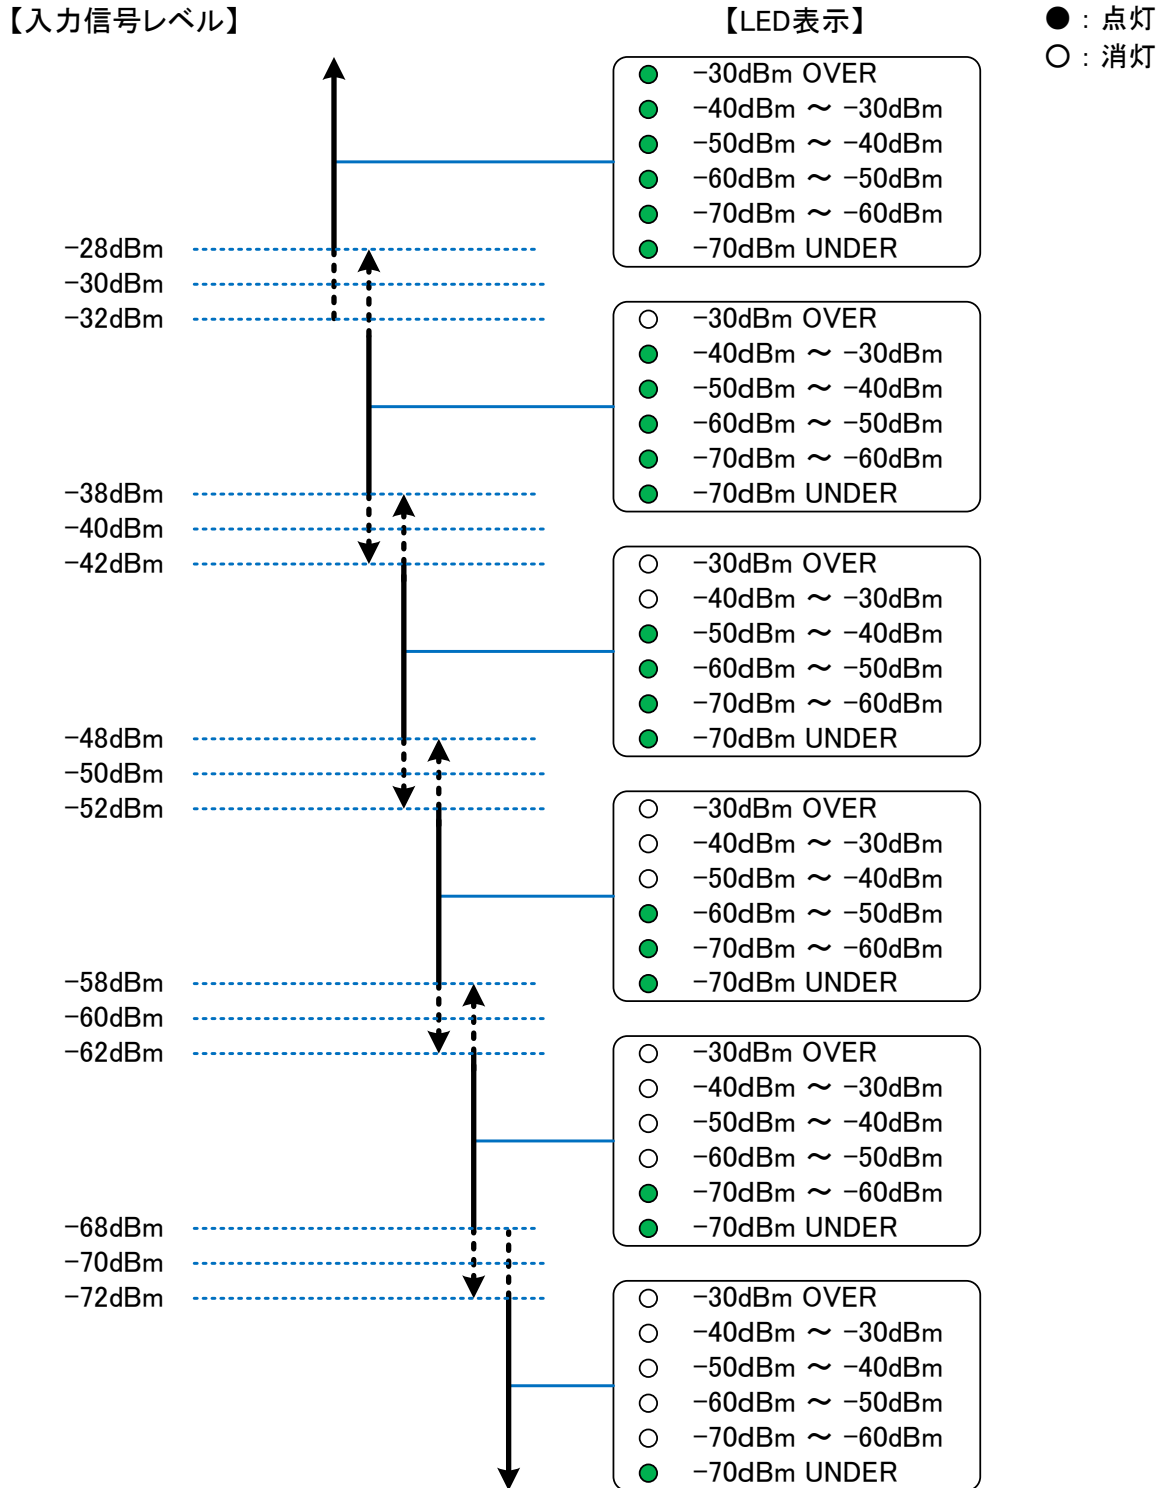 【入力信号レベル】
【LED表示】
●：点灯
○：消灯
-30dBm OVER
-40dBm ～ -30dBm
-50dBm ～ -40dBm
-60dBm ～ -50dBm
-70dBm ～ -60dBm
-70dBm UNDER
-28dBm
-30dBm
-32dBm
-30dBm OVER
-40dBm ～ -30dBm
-50dBm ～ -40dBm
-60dBm ～ -50dBm
-70dBm ～ -60dBm
-70dBm UNDER
-38dBm
-40dBm
-42dBm
-30dBm OVER
-40dBm ～ -30dBm
-50dBm ～ -40dBm
-60dBm ～ -50dBm
-70dBm ～ -60dBm
-70dBm UNDER
-48dBm
-50dBm
-52dBm
-30dBm OVER
-40dBm ～ -30dBm
-50dBm ～ -40dBm
-60dBm ～ -50dBm
-70dBm ～ -60dBm
-70dBm UNDER
-58dBm
-60dBm
-62dBm
-30dBm OVER
-40dBm ～ -30dBm
-50dBm ～ -40dBm
-60dBm ～ -50dBm
-70dBm ～ -60dBm
-70dBm UNDER
-68dBm
-70dBm
-72dBm
-30dBm OVER
-40dBm ～ -30dBm
-50dBm ～ -40dBm
-60dBm ～ -50dBm
-70dBm ～ -60dBm
-70dBm UNDER